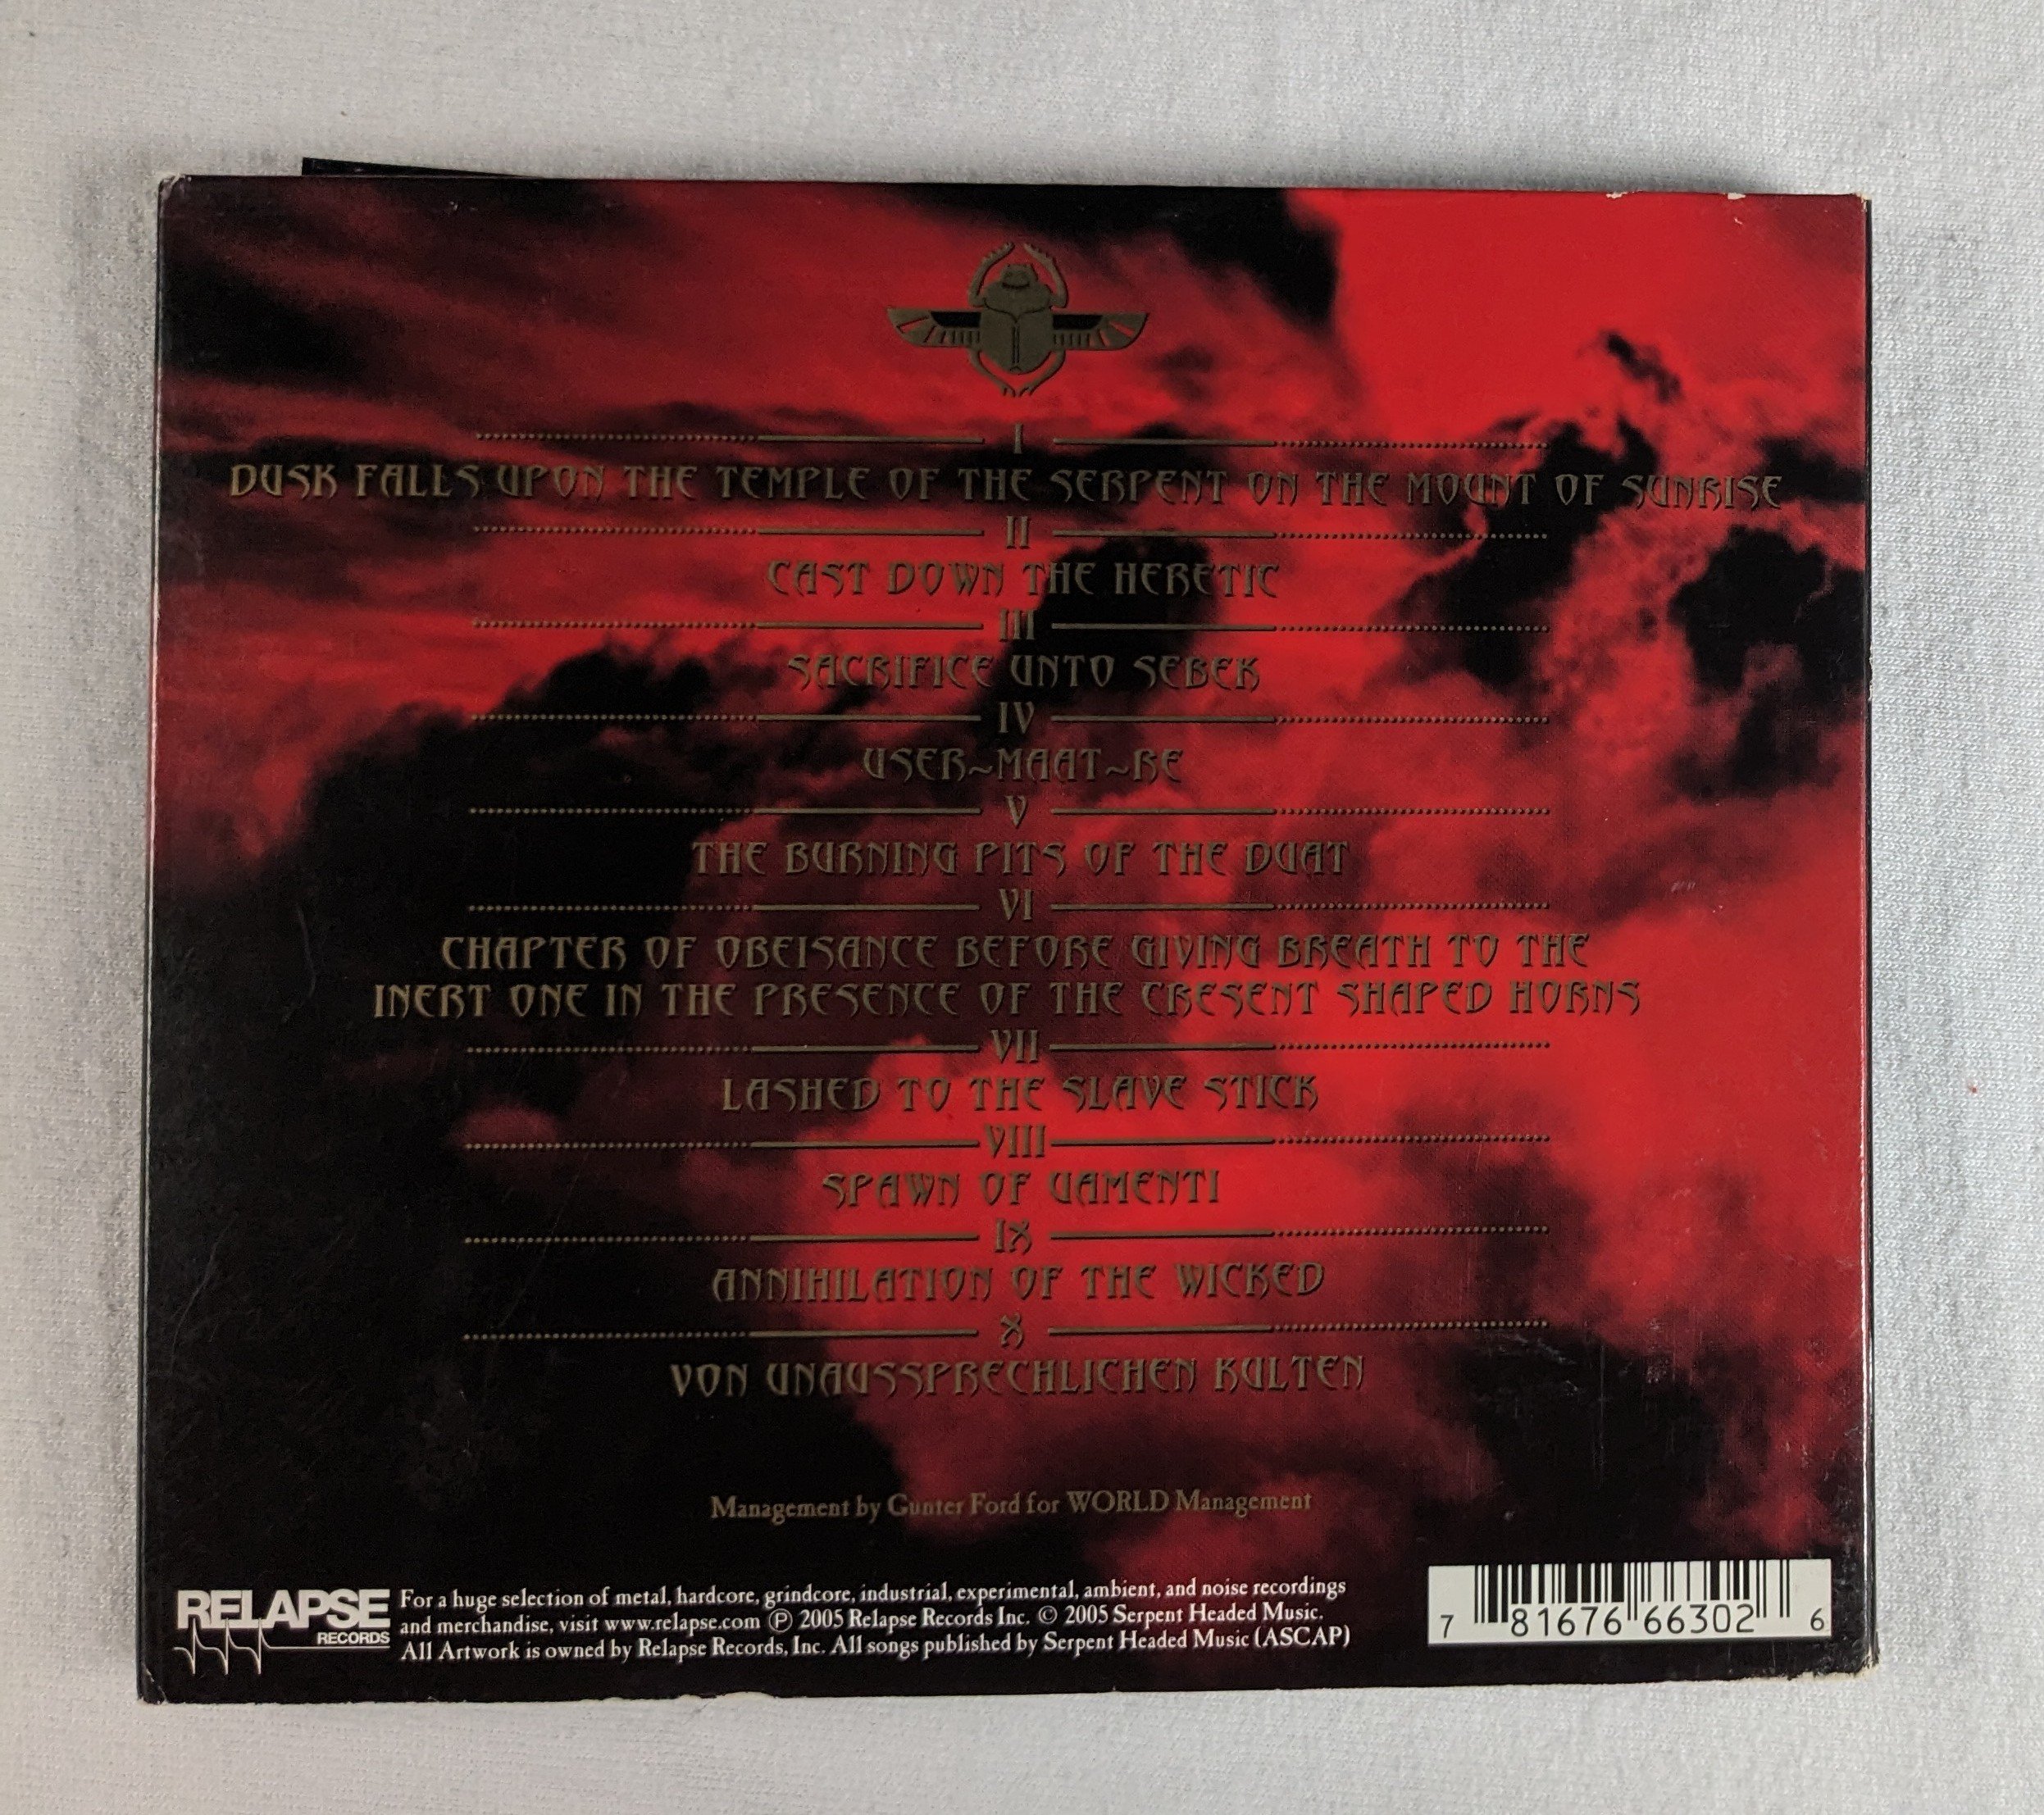 I
DUSK FALLS UPON THE TEMPLE OF THE SERPENT ON THE MOUNT OF SUNRISE
II
CAST DOWN THE HERETIC
III
SACRIFICE UNTO SEBEK
IV
USER~MAAT~RE
V
THE BURNING PITS OF THE DUAT
VI
CHAPTER OF OBEISANCE BEFORE GIVING BREATH TO THE
INERT ONE IN THE PRESENCE OF THE CRESENT SHAPED HORNS
VII
LASHED TO THE SLAVE STICK
VIII
SPAWN OF UAMENTI
IX
ANNIHILATION OF THE WICKED
X
VON UNAUSSPRECHLICHEN KULTEN
Management by Gunter Ford for WORLD Management
RELAPSE
RECORDS
For a huge selection of metal, hardcore, grindcore, industrial, experimental, ambient, and noise recordings
and merchandise, visit www.relapse.com ℗ 2005 Relapse Records Inc. © 2005 Serpent Headed Music.
All Artwork is owned by Relapse Records, Inc. All songs published by Serpent Headed Music (ASCAP)
7 81676 66302 6